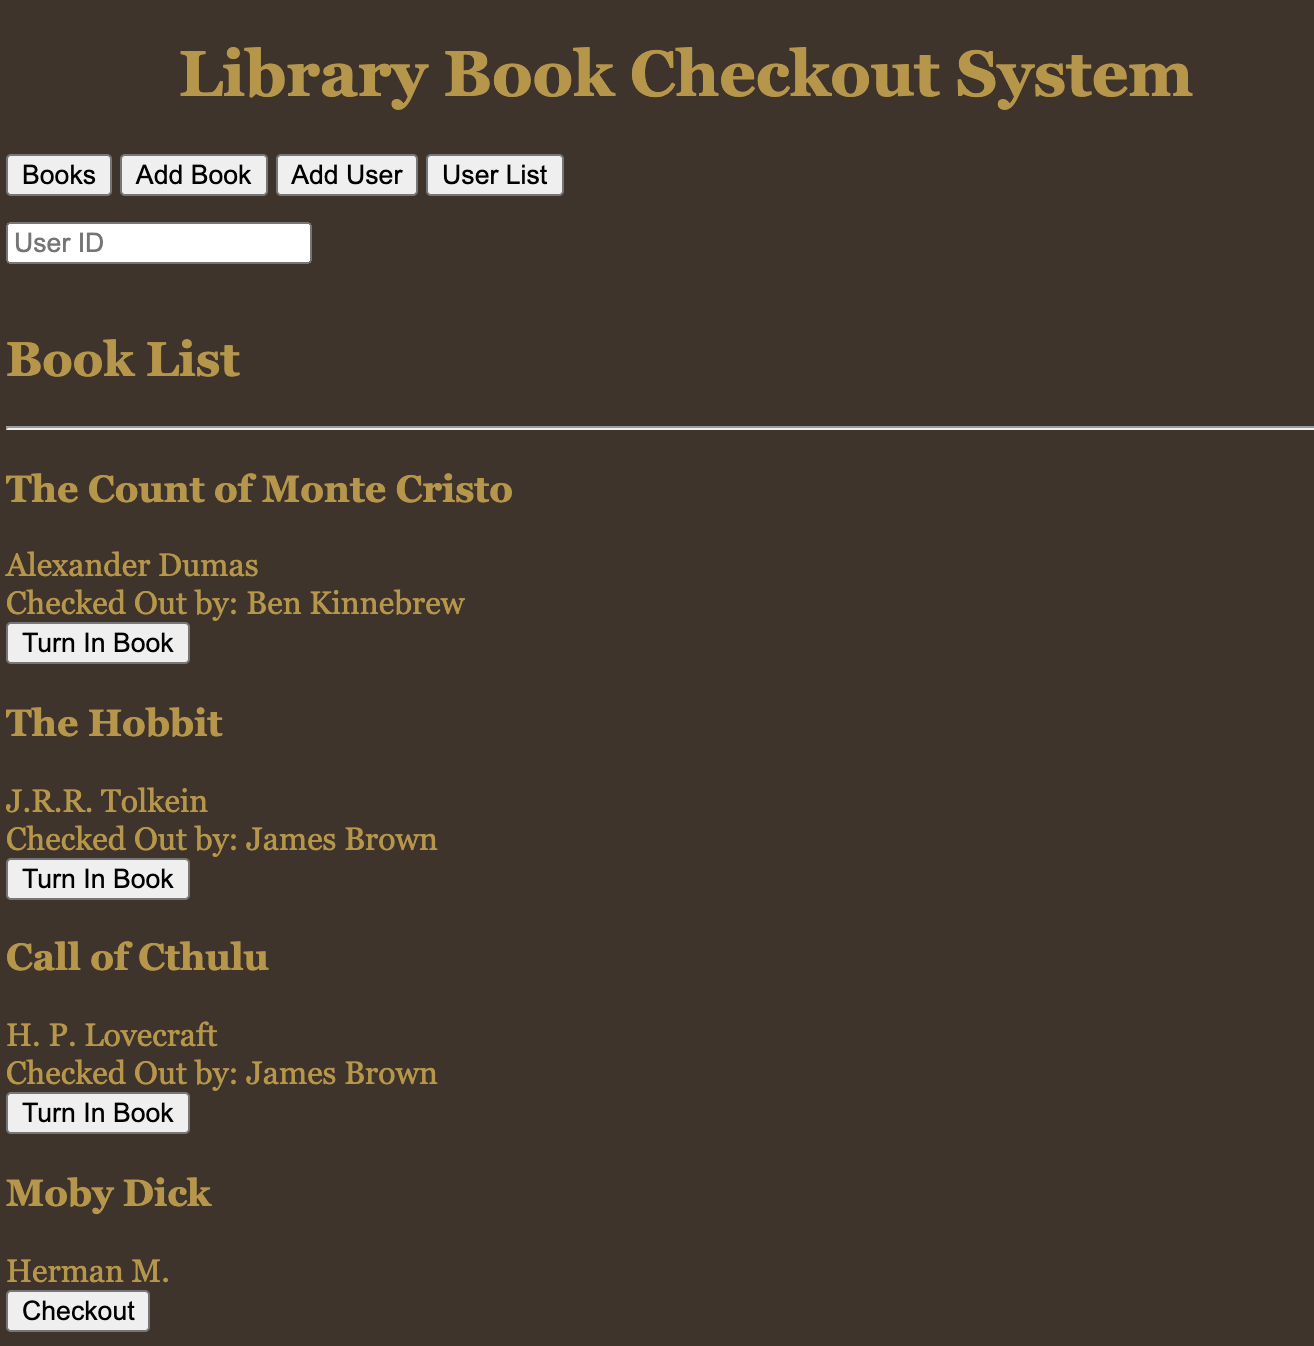 Library Book Checkout System
Books Add Book Add User User List
User ID
Book List
The Count of Monte Cristo
Alexander Dumas
Checked Out by: Ben Kinnebrew
Turn In Book
The Hobbit
J.R.R. Tolkein
Checked Out by: James Brown
Turn In Book
Call of Cthulu
H. P. Lovecraft
Checked Out by: James Brown
Turn In Book
Moby Dick
Herman M.
Checkout